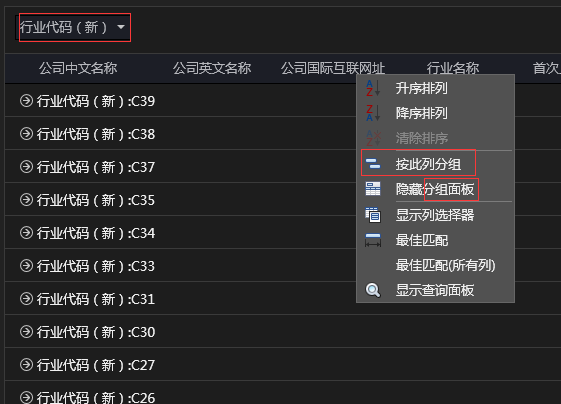 行业代码（新）
公司中文名称 公司英文名称 公司国际互联网址 行业名称 首次
行业代码（新）:C39
行业代码（新）:C38
行业代码（新）:C37
行业代码（新）:C35
行业代码（新）:C34
行业代码（新）:C33
行业代码（新）:C31
行业代码（新）:C30
行业代码（新）:C27
行业代码（新）:C26
升序排列
降序排列
清除排序
按此列分组
隐藏分组面板
显示列选择器
最佳匹配
最佳匹配(所有列)
显示查询面板